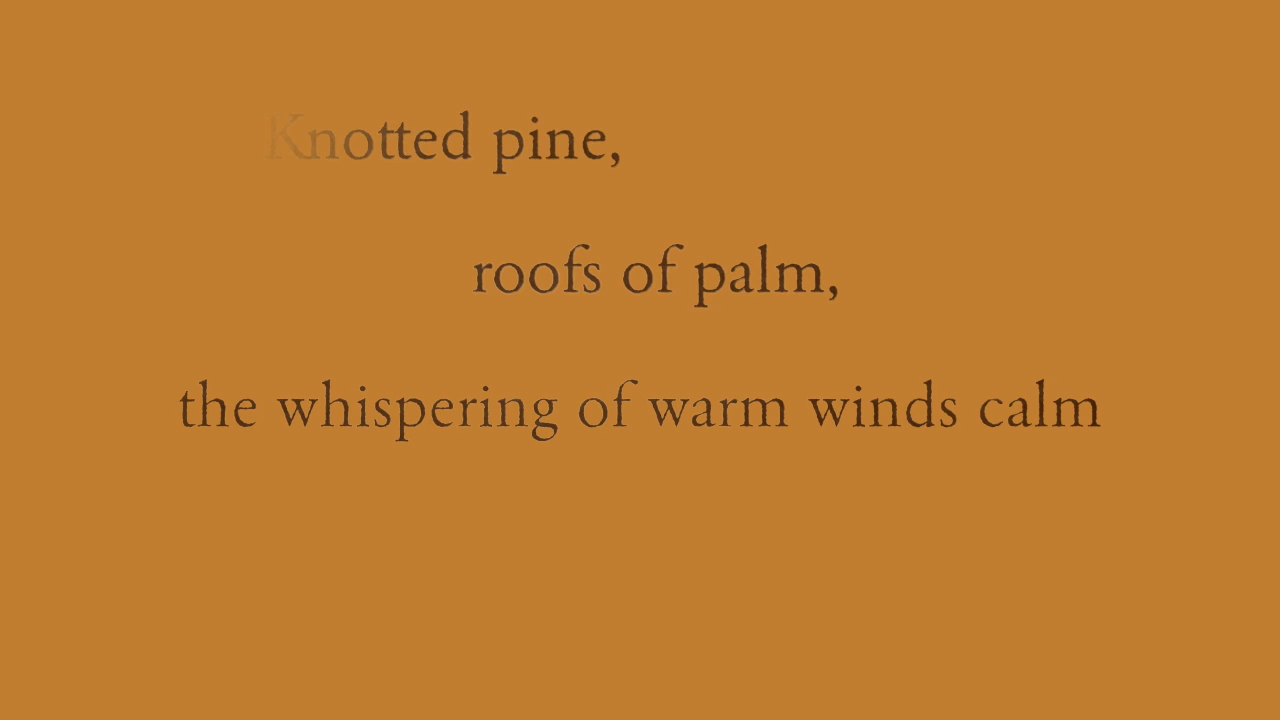 Knotted pine,
roofs of palm,
the whispering of warm winds calm